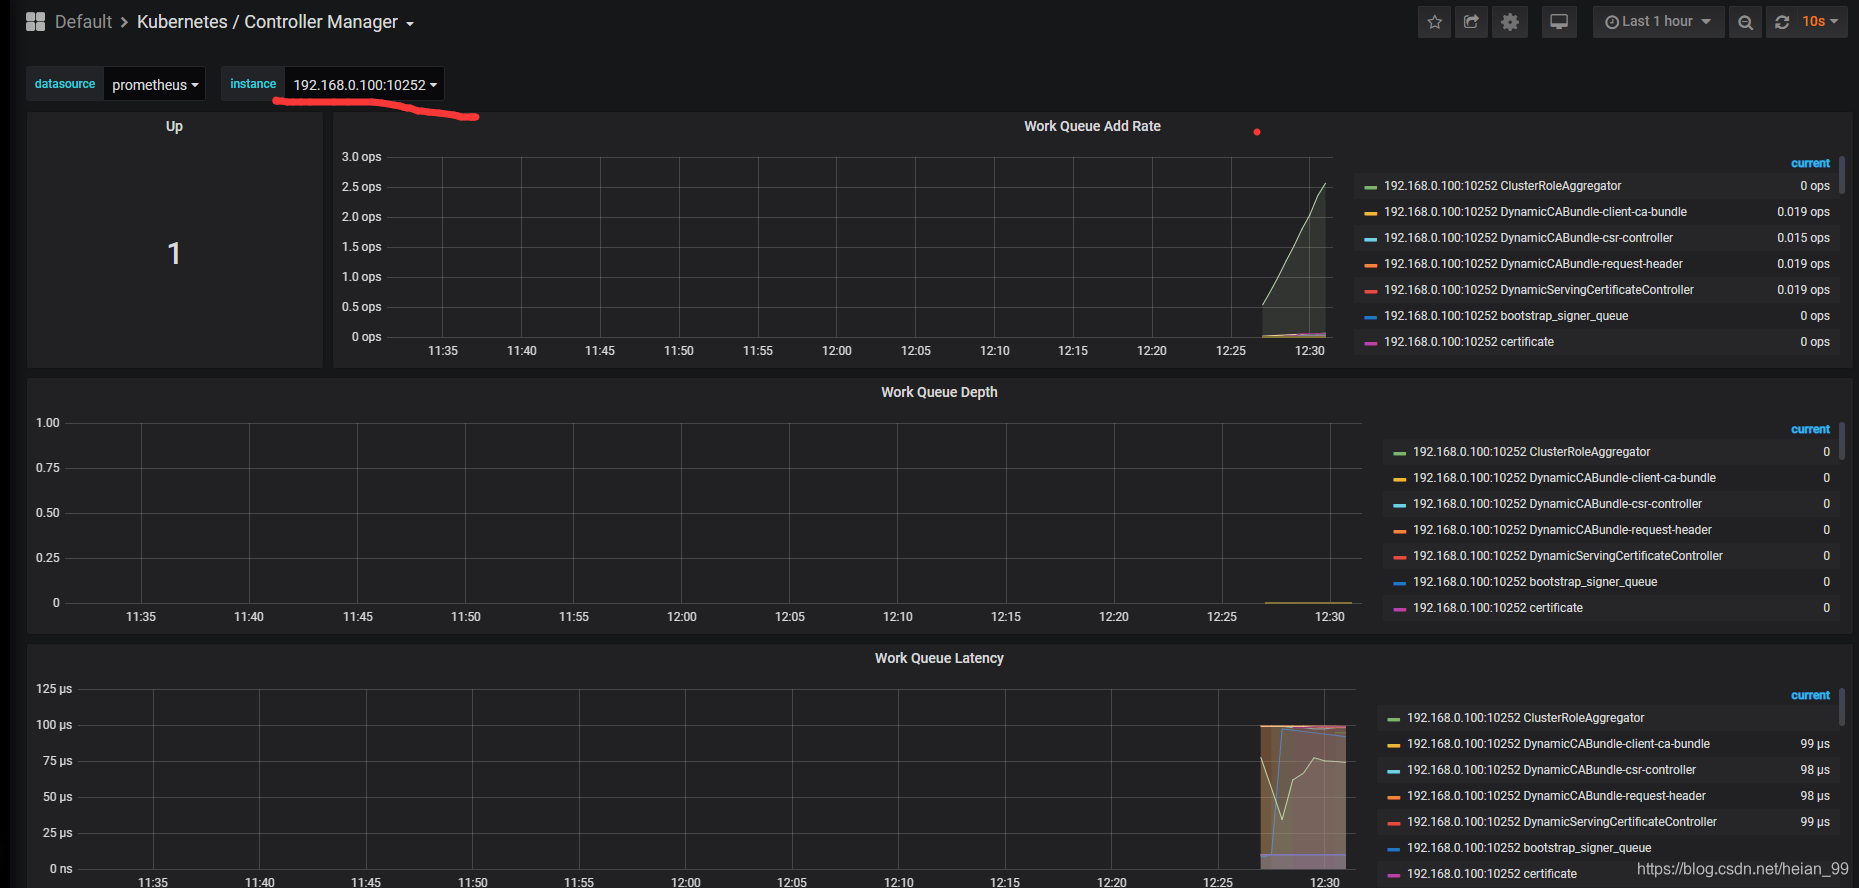 Default > Kubernetes / Controller Manager
Last 1 hour
10s
datasource prometheus
instance 192.168.0.100:10252
Up
1
Work Queue Add Rate
3.0 ops
2.5 ops
2.0 ops
1.5 ops
1.0 ops
0.5 ops
0 ops
11:35 11:40 11:45 11:50 11:55 12:00 12:05 12:10 12:15 12:20 12:25 12:30
current
192.168.0.100:10252 ClusterRoleAggregator 0 ops
192.168.0.100:10252 DynamicCABundle-client-ca-bundle 0.019 ops
192.168.0.100:10252 DynamicCABundle-csr-controller 0.015 ops
192.168.0.100:10252 DynamicCABundle-request-header 0.019 ops
192.168.0.100:10252 DynamicServingCertificateController 0.019 ops
192.168.0.100:10252 bootstrap_signer_queue 0 ops
192.168.0.100:10252 certificate 0 ops
Work Queue Depth
1.00
0.75
0.50
0.25
0
11:35 11:40 11:45 11:50 11:55 12:00 12:05 12:10 12:15 12:20 12:25 12:30
current
192.168.0.100:10252 ClusterRoleAggregator 0
192.168.0.100:10252 DynamicCABundle-client-ca-bundle 0
192.168.0.100:10252 DynamicCABundle-csr-controller 0
192.168.0.100:10252 DynamicCABundle-request-header 0
192.168.0.100:10252 DynamicServingCertificateController 0
192.168.0.100:10252 bootstrap_signer_queue 0
192.168.0.100:10252 certificate 0
Work Queue Latency
125 µs
100 µs
75 µs
50 µs
25 µs
0 ns
11:35 11:40 11:45 11:50 11:55 12:00 12:05 12:10 12:15 12:20 12:25 12:30
current
192.168.0.100:10252 ClusterRoleAggregator
192.168.0.100:10252 DynamicCABundle-client-ca-bundle 99 µs
192.168.0.100:10252 DynamicCABundle-csr-controller 98 µs
192.168.0.100:10252 DynamicCABundle-request-header 98 µs
192.168.0.100:10252 DynamicServingCertificateController 99 µs
192.168.0.100:10252 bootstrap_signer_queue
192.168.0.100:10252 certificate
https://blog.csdn.net/heian_99